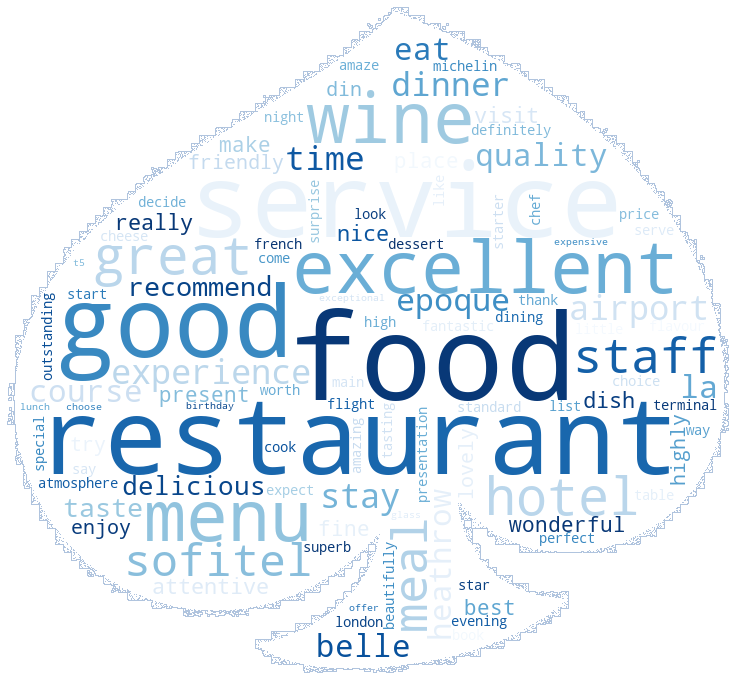 eat
amaze
michelin
din
dinner
wine
visit
night
definitely
make
time
quality
friendly
place
service
like
surprise
starter
chef
decide
look
price
really
nice
serve
cheese
french
dessert
expensive
great
come
excellent
t5
recommend
start
exceptional
epoque
thank
airport
outstanding
good
high
fantastic
dining
little
flavour
food
staff
experience
main
choice
course
present
worth
la
lunch
choose
birthday
flight
standard
list
dish
terminal
restaurant
try
cook
amazing
tasting
presentation
lovely
way
highly
special
say
atmosphere
delicious
expect
stay
hotel
table
taste
menu
enjoy
fine
glass
wonderful
perfect
sofitel
superb
meal
heathrow
attentive
beautifully
star
offer
best
london
evening
book
belle